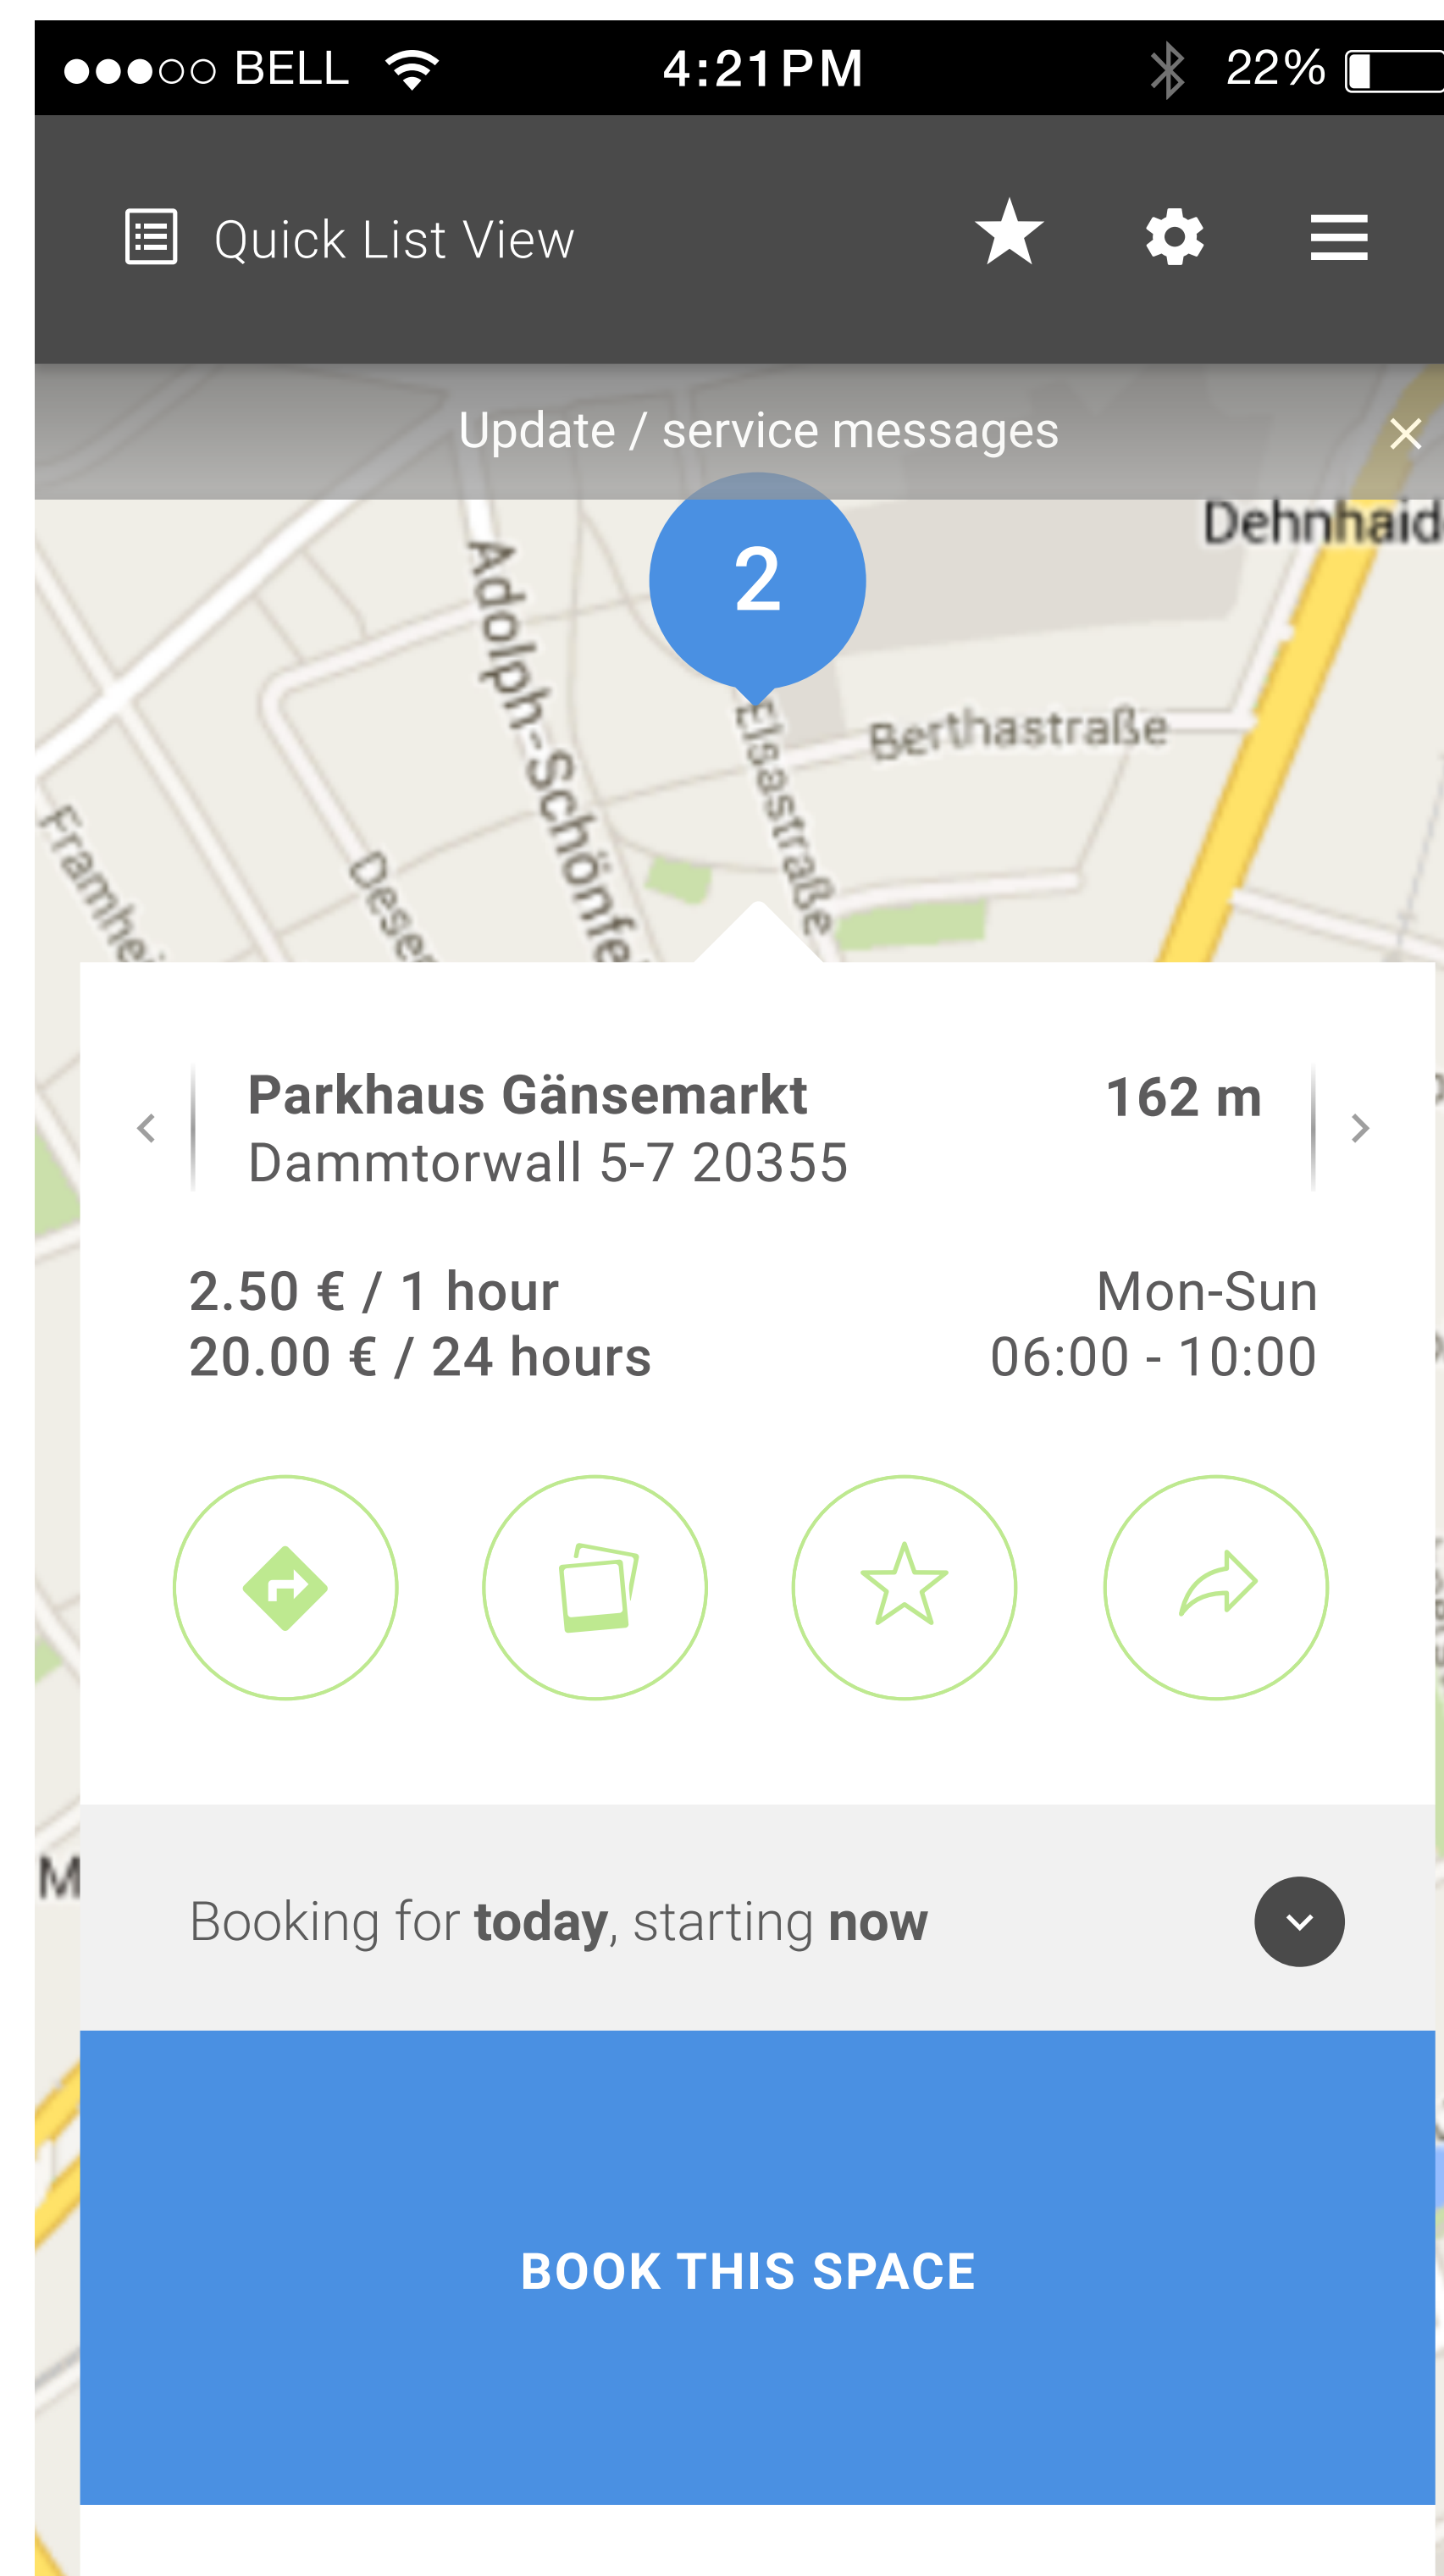 BELL
4:21PM
22%
Quick List View
Update / service messages
Dehnhaid
2
Adolph-Schönfe
Elsastraße
Berthastraße
Framhei
Deser
Parkhaus Gänsemarkt
162 m
Dammtorwall 5-7 20355
2.50 € / 1 hour
Mon-Sun
20.00 € / 24 hours
06:00 - 10:00
M
Booking for today, starting now
BOOK THIS SPACE